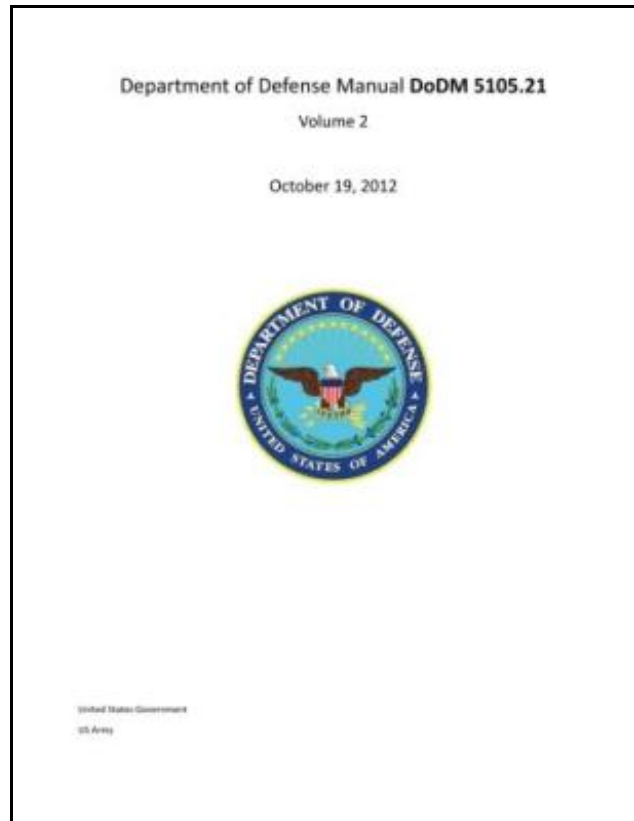 Department of Defense Manual DoDM 5105.21
Volume 2
October 19, 2012
DEPARTMENT OF DEFENSE
UNITED STATES OF AMERICA
United States Government
US Army